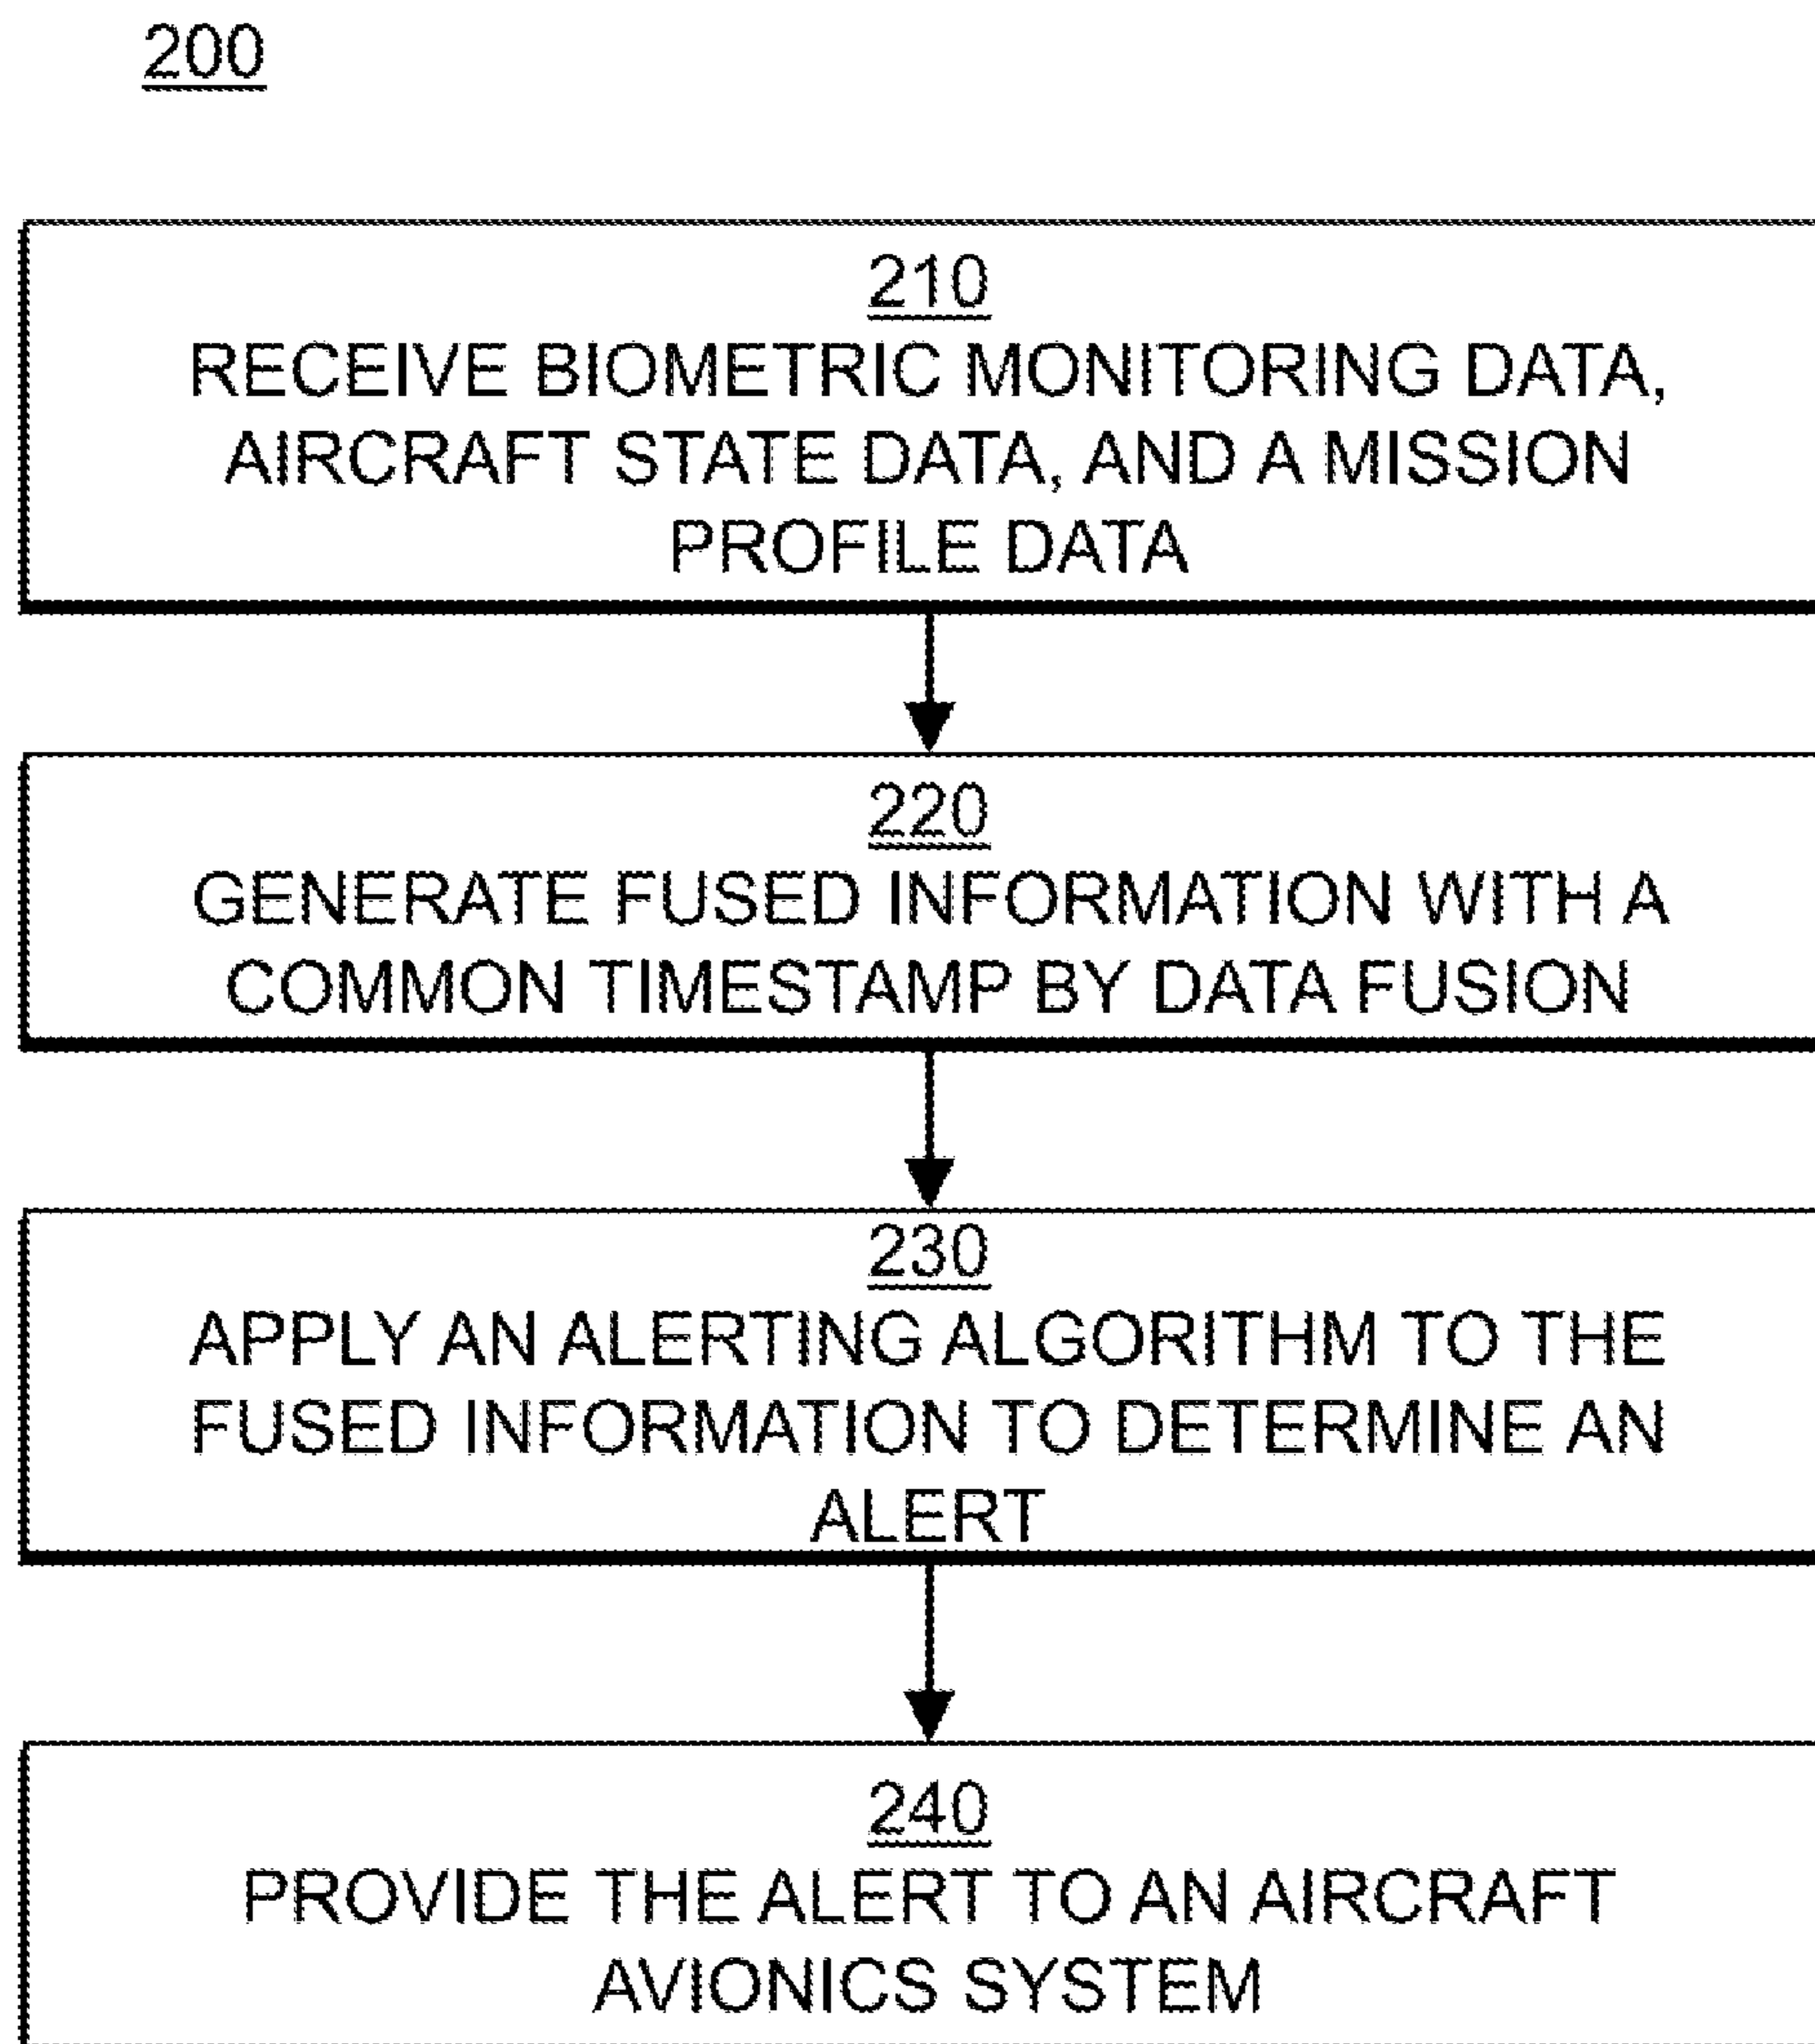 200
210
RECEIVE BIOMETRIC MONITORING DATA,
AIRCRAFT STATE DATA, AND A MISSION
PROFILE DATA
220
GENERATE FUSED INFORMATION WITH A
COMMON TIMESTAMP BY DATA FUSION
230
APPLY AN ALERTING ALGORITHM TO THE
FUSED INFORMATION TO DETERMINE AN
ALERT
240
PROVIDE THE ALERT TO AN AIRCRAFT
AVIONICS SYSTEM